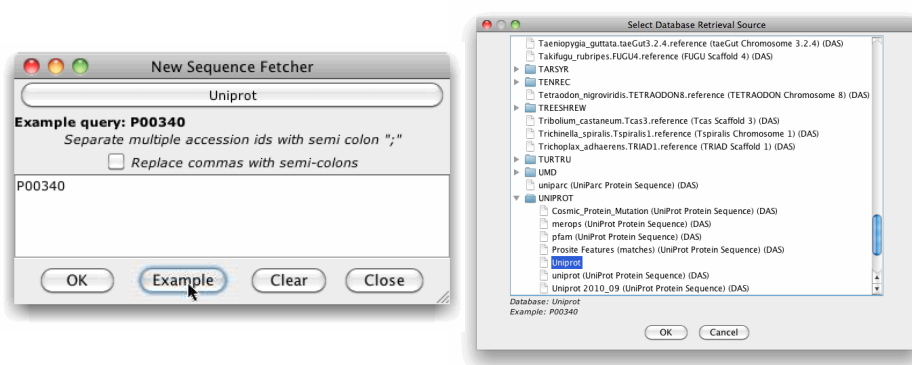 New Sequence Fetcher
Uniprot
Example query: P00340
Separate multiple accession ids with semi colon ";"
Replace commas with semi-colons
P00340
OK Example Clear Close
Select Database Retrieval Source
Taeniopygia_guttata.taeGut3.2.4.reference (taeGut Chromosome 3.2.4) (DAS)
Takifugu_rubripes.FUGU4.reference (FUGU Scaffold 4) (DAS)
TARSYR
TENREC
Tetraodon_nigroviridis.TETRAODON8.reference (TETRAODON Chromosome 8) (DAS)
TREESHREW
Tribolium_castaneum.Tcas3.reference (Tcas Scaffold 3) (DAS)
Trichinella_spiralis.Tspiralis1.reference (Tspiralis Chromosome 1) (DAS)
Trichoplax_adhaerens.TRIAD1.reference (TRIAD Scaffold 1) (DAS)
TURTRU
UMD
uniparc (UniParc Protein Sequence) (DAS)
UNIPROT
Cosmic_Protein_Mutation (UniProt Protein Sequence) (DAS)
merops (UniProt Protein Sequence) (DAS)
pfam (UniProt Protein Sequence) (DAS)
Prosite Features (matches) (UniProt Protein Sequence) (DAS)
Uniprot
uniprot (UniProt Protein Sequence) (DAS)
Uniprot 2010_09 (UniProt Protein Sequence) (DAS)
Database: Uniprot
Example: P00340
OK Cancel